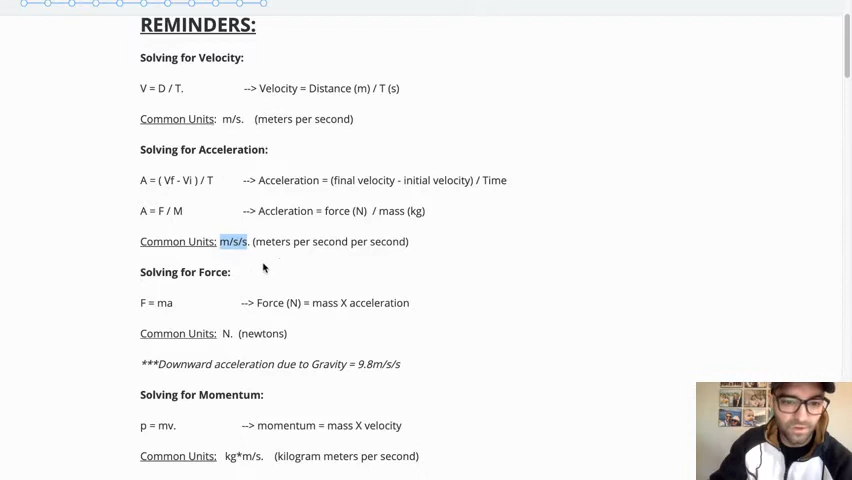 REMINDERS:
Solving for Velocity:
V = D / T. --> Velocity = Distance (m) / T (s)
Common Units: m/s. (meters per second)
Solving for Acceleration:
A = ( Vf - Vi ) / T --> Acceleration = (final velocity - initial velocity) / Time
A = F / M --> Accleration = force (N) / mass (kg)
Common Units: m/s/s. (meters per second per second)
Solving for Force:
F = ma --> Force (N) = mass X acceleration
Common Units: N. (newtons)
***Downward acceleration due to Gravity = 9.8m/s/s
Solving for Momentum:
p = mv. --> momentum = mass X velocity
Common Units: kg*m/s. (kilogram meters per second)